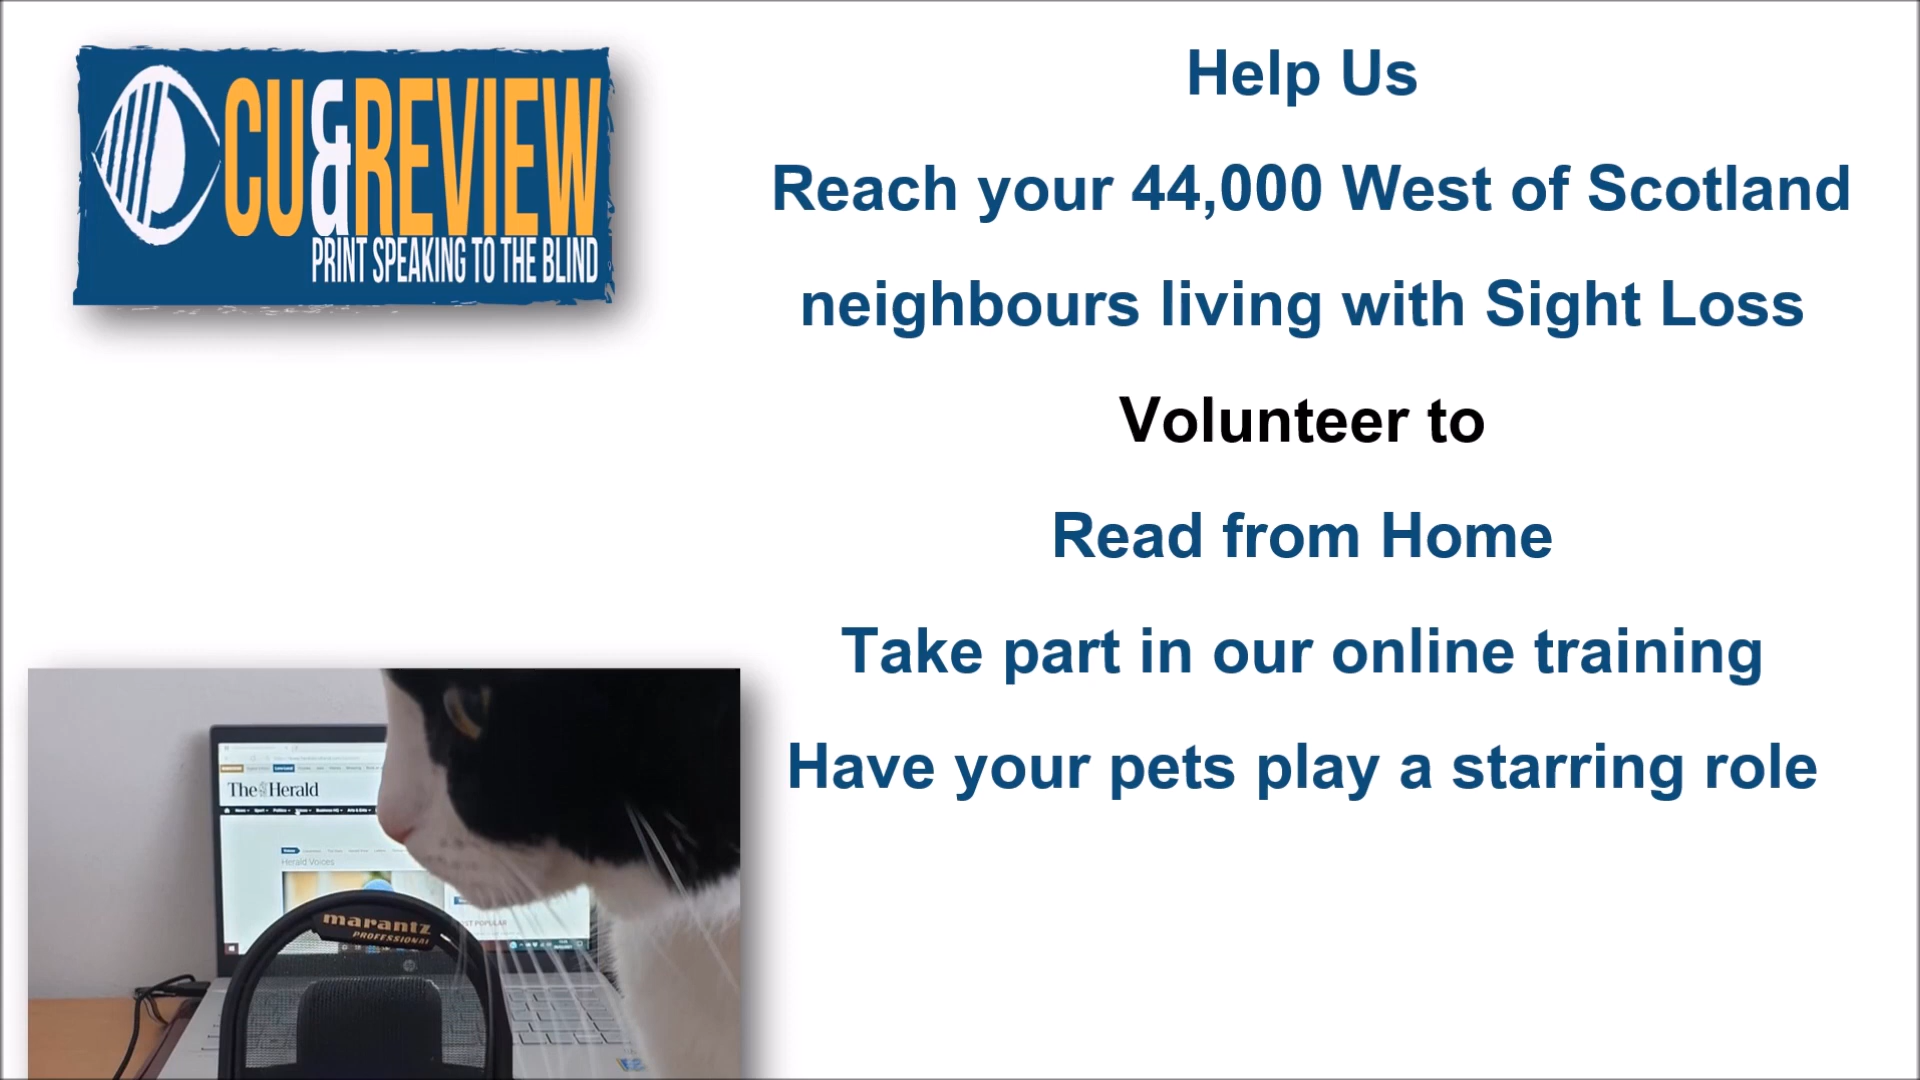 CU&REVIEW
PRINT SPEAKING TO THE BLIND
Help Us
Reach your 44,000 West of Scotland
neighbours living with Sight Loss
Volunteer to
Read from Home
Take part in our online training
Have your pets play a starring role
The Herald
Herald Voices
marantz
PROFESSIONAL